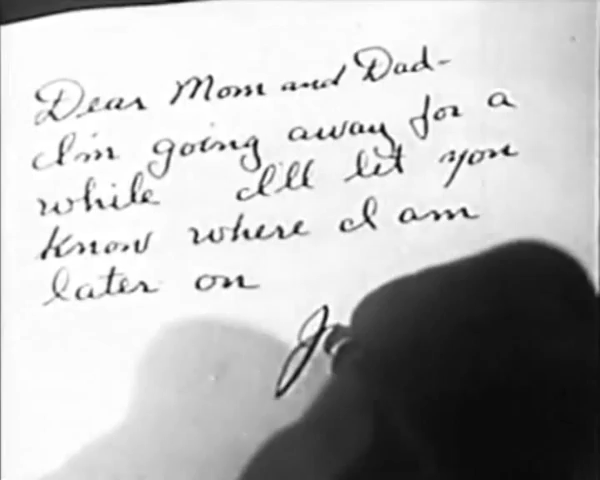 Dear Mom and Dad-
I'm going away for a
while I'll let you
know where I am
later on
J